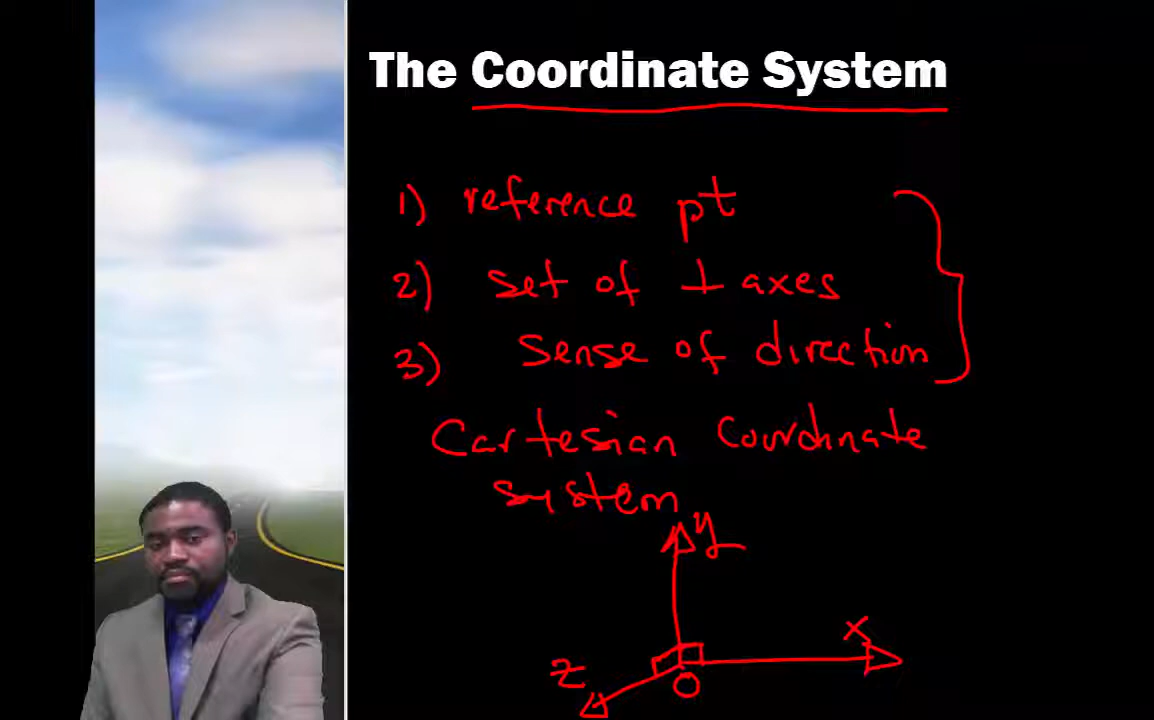 The Coordinate System
1) reference pt
2) set of ⊥ axes
3) sense of direction
Cartesian coordinate
system
y
x
z
O